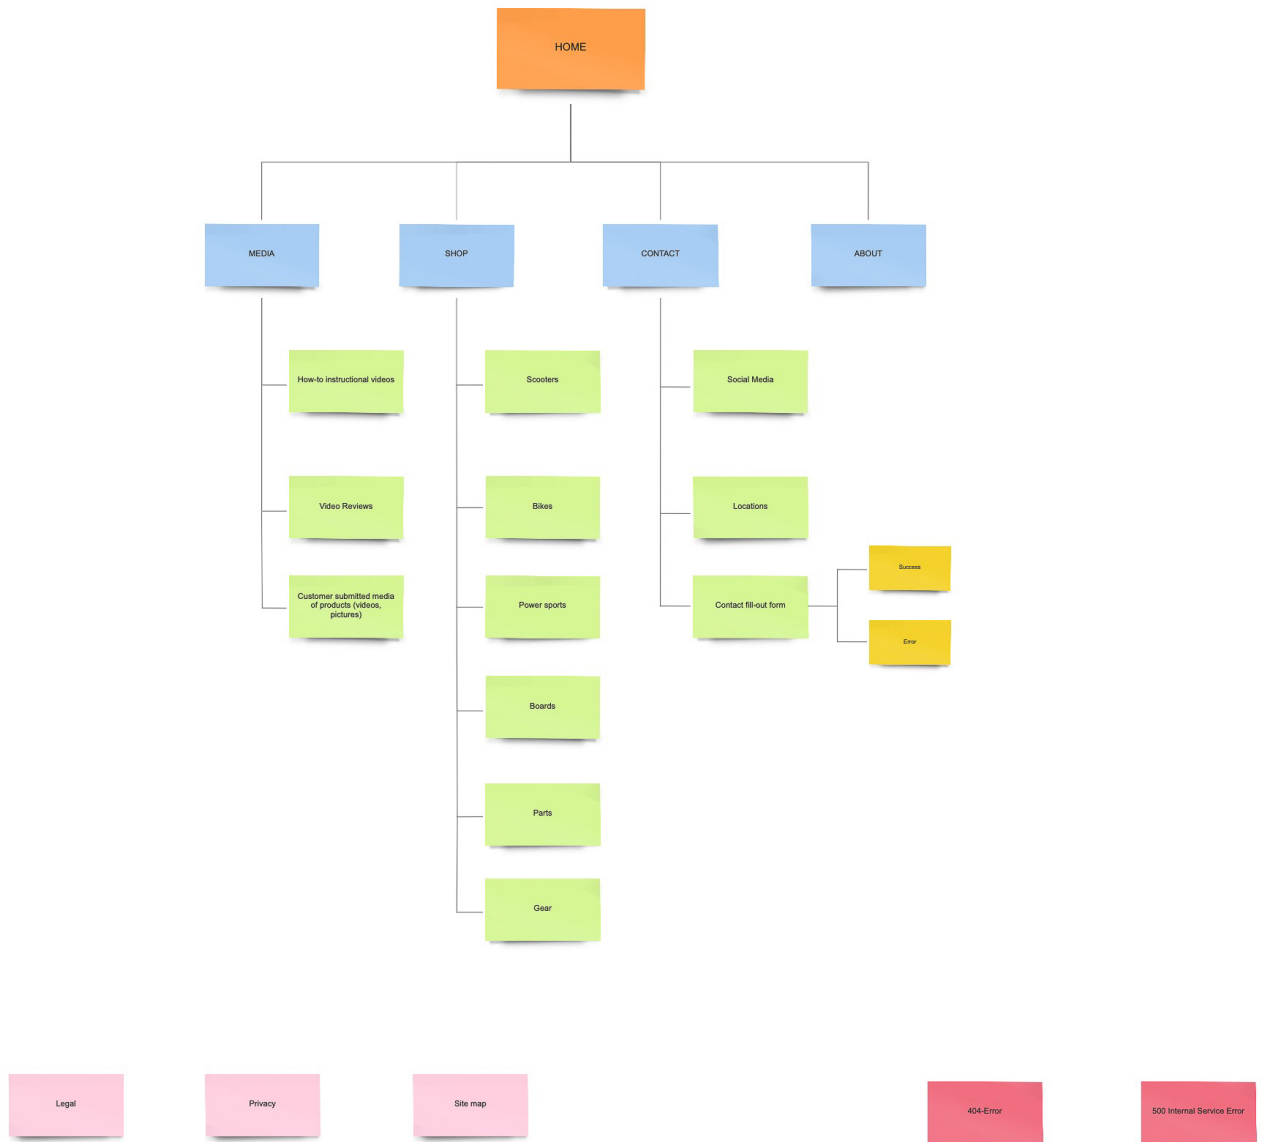 HOME
MEDIA
SHOP
CONTACT
ABOUT
How-to instructional videos
Scooters
Social Media
Video Reviews
Bikes
Locations
Success
Customer submitted media
of products (videos,
pictures)
Power sports
Contact fill-out form
Error
Boards
Parts
Gear
Legal
Privacy
Site map
404-Error
500 Internal Service Error